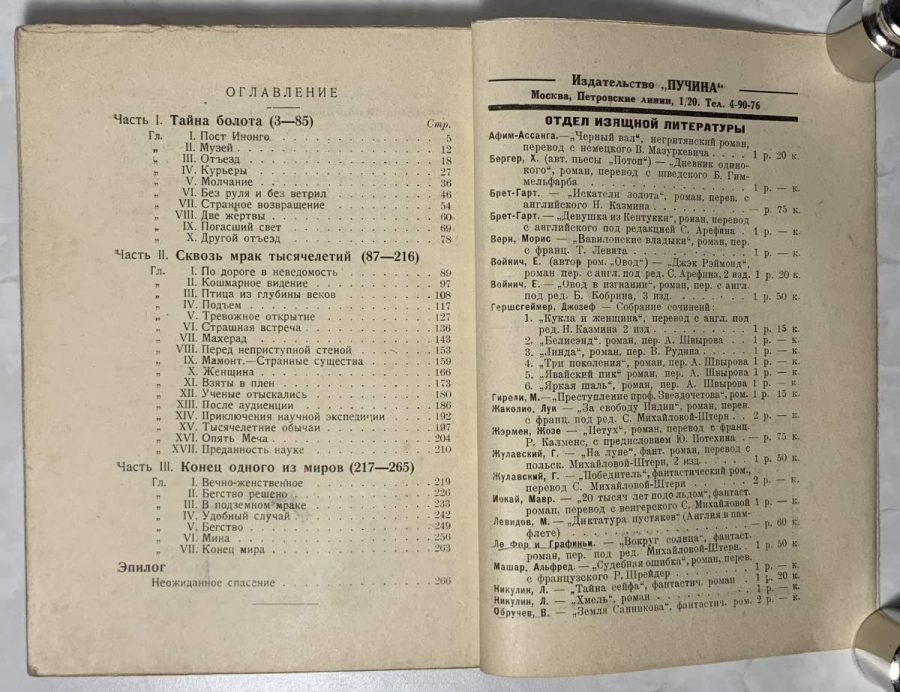 ОГЛАВЛЕНИЕ
Часть I. Тайна болота (3—85) Стр.
Гл. I. Пост Инонго 5
„ II. Музей 12
„ III. Отъезд 18
„ IV. Курьеры 27
„ V. Молчание 36
„ VI. Без руля и без ветрил 46
„ VII. Странное возвращение 54
„ VIII. Две жертвы 60
„ IX. Погасший свет 69
„ X. Другой отъезд 78
Часть II. Сквозь мрак тысячелетий (87—216)
Гл. I. По дороге в неведомость 89
„ II. Кошмарное видение 97
„ III. Птица из глубины веков 108
„ IV. Подъем 117
„ V. Тревожное открытие 127
„ VI. Страшная встреча 136
„ VII. Махерад 143
„ VIII. Перед неприступной стеной 153
„ IX. Мамонт.—Странные существа 159
„ X. Женщина 166
„ XI. Взяты в плен 173
„ XII. Ученые отыскались 180
„ XIII. После аудиенции 186
„ XIV. Приключения научной экспедиции 192
„ XV. Тысячелетние обычаи 197
„ XVI. Опять Меча 204
„ XVII. Преданность науке 210
Часть III. Конец одного из миров (217—265)
Гл. I. Вечно-женственное 219
„ II. Бегство решено 226
„ III. В подземном мраке 233
„ IV. Удобный случай 242
„ V. Бегство 249
„ VI. Мина 256
„ VII. Конец мира 263
Эпилог
Неожиданное спасение 266
Издательство „ПУЧИНА“
Москва, Петровские линии, 1/20. Тел. 4-90-76
ОТДЕЛ ИЗЯЩНОЙ ЛИТЕРАТУРЫ
Афим-Ассанга.—„Черный вал“, негритянский роман,
перевод с немецкого В. Мазуркевича 1 р. 20 к.
Бергер, Х. (авт. пьесы „Потоп“) — „Дневник одино-
кого“, роман, перевод с шведского Б. Гим-
мельфарба 1 р. — к.
Брет-Гарт. — „Искатели золота“, роман, перев. с
английского Н. Казмина — р. 75 к.
Брет-Гарт. — „Девушка из Кентукки“, роман, перевод
с английского под редакцией С. Арефина 1 р. — к.
Верн, Морис — „Вавилонские владыки“, роман, пер.
с франц. Т. Левита 1 р. — к.
Войнич, Е. (автор ром. „Овод“) — „Джэк Рэймонд“,
роман пер. с англ. под ред. С. Арефина, 2 изд. 1 р. 20 к.
Войнич, Е. — „Овод в изгнании“, роман, пер. с англ.
под ред. Б. Кобрина, 3 изд. 1 р. 50 к.
Гершсгеймер, Джозеф — Собрание сочинений:
1. „Кукла и женщина“, перевод с англ. под
ред. Н. Казмина 2 изд 1 р. 15 к.
2. „Белисэнд“, роман, пер. А. Швырова 1 р. — к.
3. „Линда“, роман, пер. В. Рудина 1 р. — к.
4. „Три поколения“, роман, пер. А. Швырова 1 р. — к.
5. „Явайский пик“ роман, пер. А. Швырова 1 р. — к.
6. „Яркая шаль“, роман, пер. А. Швырова 1 р. — к
Гирели, М.—„Преступление проф. Звездочетова“, ром. 1 р. 15 к.
Жаколио, Луи — „За свободу Индии“, роман, перев.
с франц. под ред. С. Михайловой-Штерн 2 р. — к.
Жэрмен, Жозе — „Петух“, роман, перевод с франц.
Р. Калменс, с предисловием Ю. Потехина — р. 75 к.
Жулавский, Г. — „На луне“, фант. роман, перевод с
польск. Михайловой-Штерн, 2 изд. 1 р. 50 к.
Жулавский, Г. — „Победитель“, фантастический ром.,
перевод С. Михайловой-Штерн 2 р. — к.
Иокай, Мавр. — „20 тысяч лет подо льдом“, фантаст.
роман, перевод с венгерского С. Михайловой 1 р. — к.
Левидов, М. — „Диктатура пустяков“ (Англия в пам-
флете) — р. 60 к.
Ле Фор и Графиньи. — „Вокруг солнца“, фантаст.
роман, пер. под ред. Михайловой-Штерн 1 р. 50 к.
Машар, Альфред. — „Судебная ошибка“, роман, перев.
с французского Р. Шрейдер 1 р. — к.
Никулин, Л. — „Тайна сейфа“, фантастич. роман 1 р. 20 к.
Никулин, Л. — „Хмель“, роман 1 р. — к.
Обручев, В. — „Земля Санникова“, фантастич. ром. 2 р. — к.